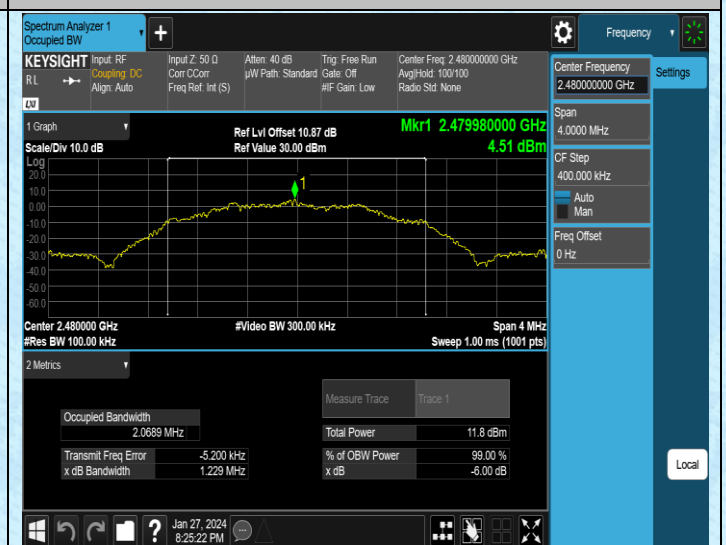 Spectrum Analyzer 1
Occupied BW
Frequency
KEYSIGHT
R L
LXI
Input: RF
Coupling: DC
Align: Auto
Input Z: 50 Ω
Corr CCorr
Freq Ref: Int (S)
Atten: 40 dB
µW Path: Standard
Trig: Free Run
Gate: Off
#IF Gain: Low
Center Freq: 2.480000000 GHz
Avg|Hold: 100/100
Radio Std: None
Center Frequency
2.480000000 GHz
Settings
Span
4.0000 MHz
CF Step
400.000 kHz
Auto
Man
Freq Offset
0 Hz
Local
1 Graph
Scale/Div 10.0 dB
Ref Lvl Offset 10.87 dB
Ref Value 30.00 dBm
Mkr1 2.479980000 GHz
4.51 dBm
Log
20.0
10.0
0.00
-10.0
-20.0
-30.0
-40.0
-50.0
-60.0
1
Center 2.480000 GHz
#Res BW 100.00 kHz
#Video BW 300.00 kHz
Span 4 MHz
Sweep 1.00 ms (1001 pts)
2 Metrics
Measure Trace Trace 1
Occupied Bandwidth
2.0689 MHz
Total Power 11.8 dBm
Transmit Freq Error -5.200 kHz
x dB Bandwidth 1.229 MHz
% of OBW Power 99.00 %
x dB -6.00 dB
?
Jan 27, 2024
8:25:22 PM